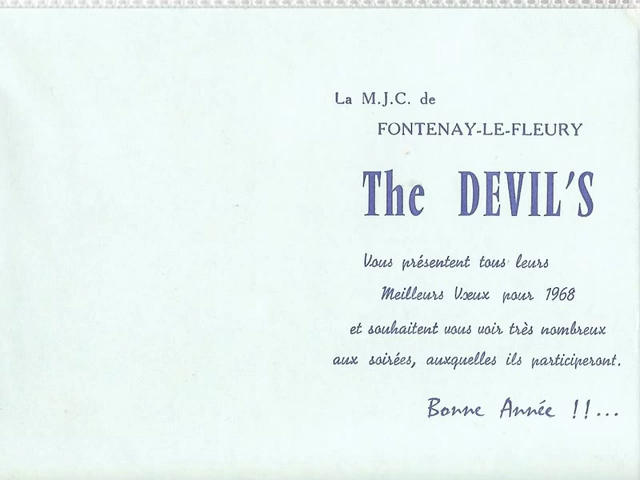 La M.J.C. de
FONTENAY-LE-FLEURY
The DEVIL'S
Vous présentent tous leurs
Meilleurs Vœux pour 1968
et souhaitent vous voir très nombreux
aux soirées, auxquelles ils participeront.
Bonne Année !!...